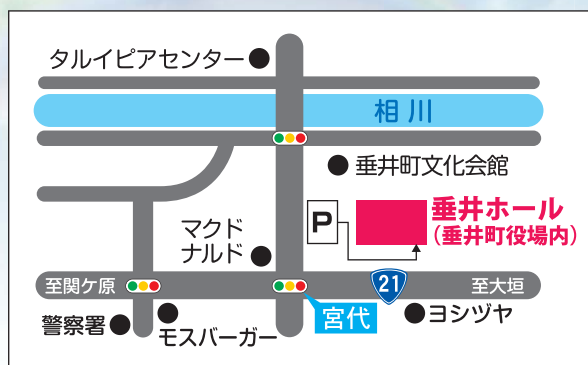 タルイピアセンター
相川
垂井町文化会館
P
垂井ホール
(垂井町役場内)
マクド
ナルド
至関ケ原
21
至大垣
宮代
ヨシヅヤ
警察署
モスバーガー